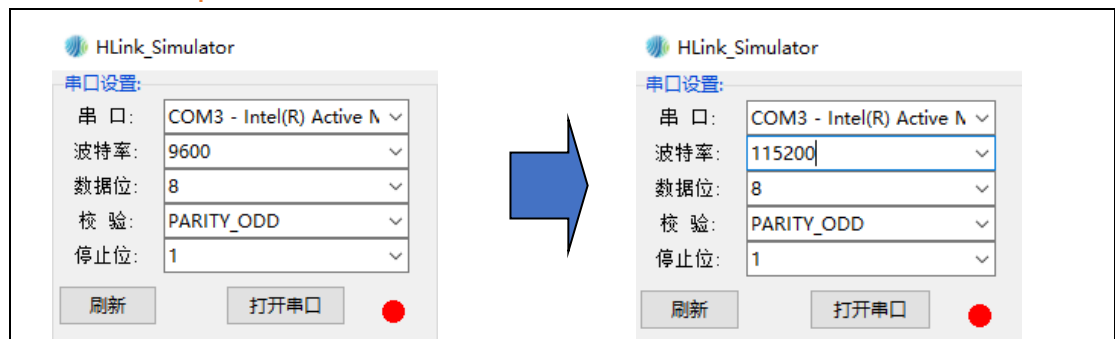 HLink_Simulator
串口设置:
串 口: COM3 - Intel(R) Active
波特率: 9600
数据位: 8
校 验: PARITY_ODD
停止位: 1
刷新 打开串口
HLink_Simulator
串口设置:
串 口: COM3 - Intel(R) Active
波特率: 115200
数据位: 8
校 验: PARITY_ODD
停止位: 1
刷新 打开串口